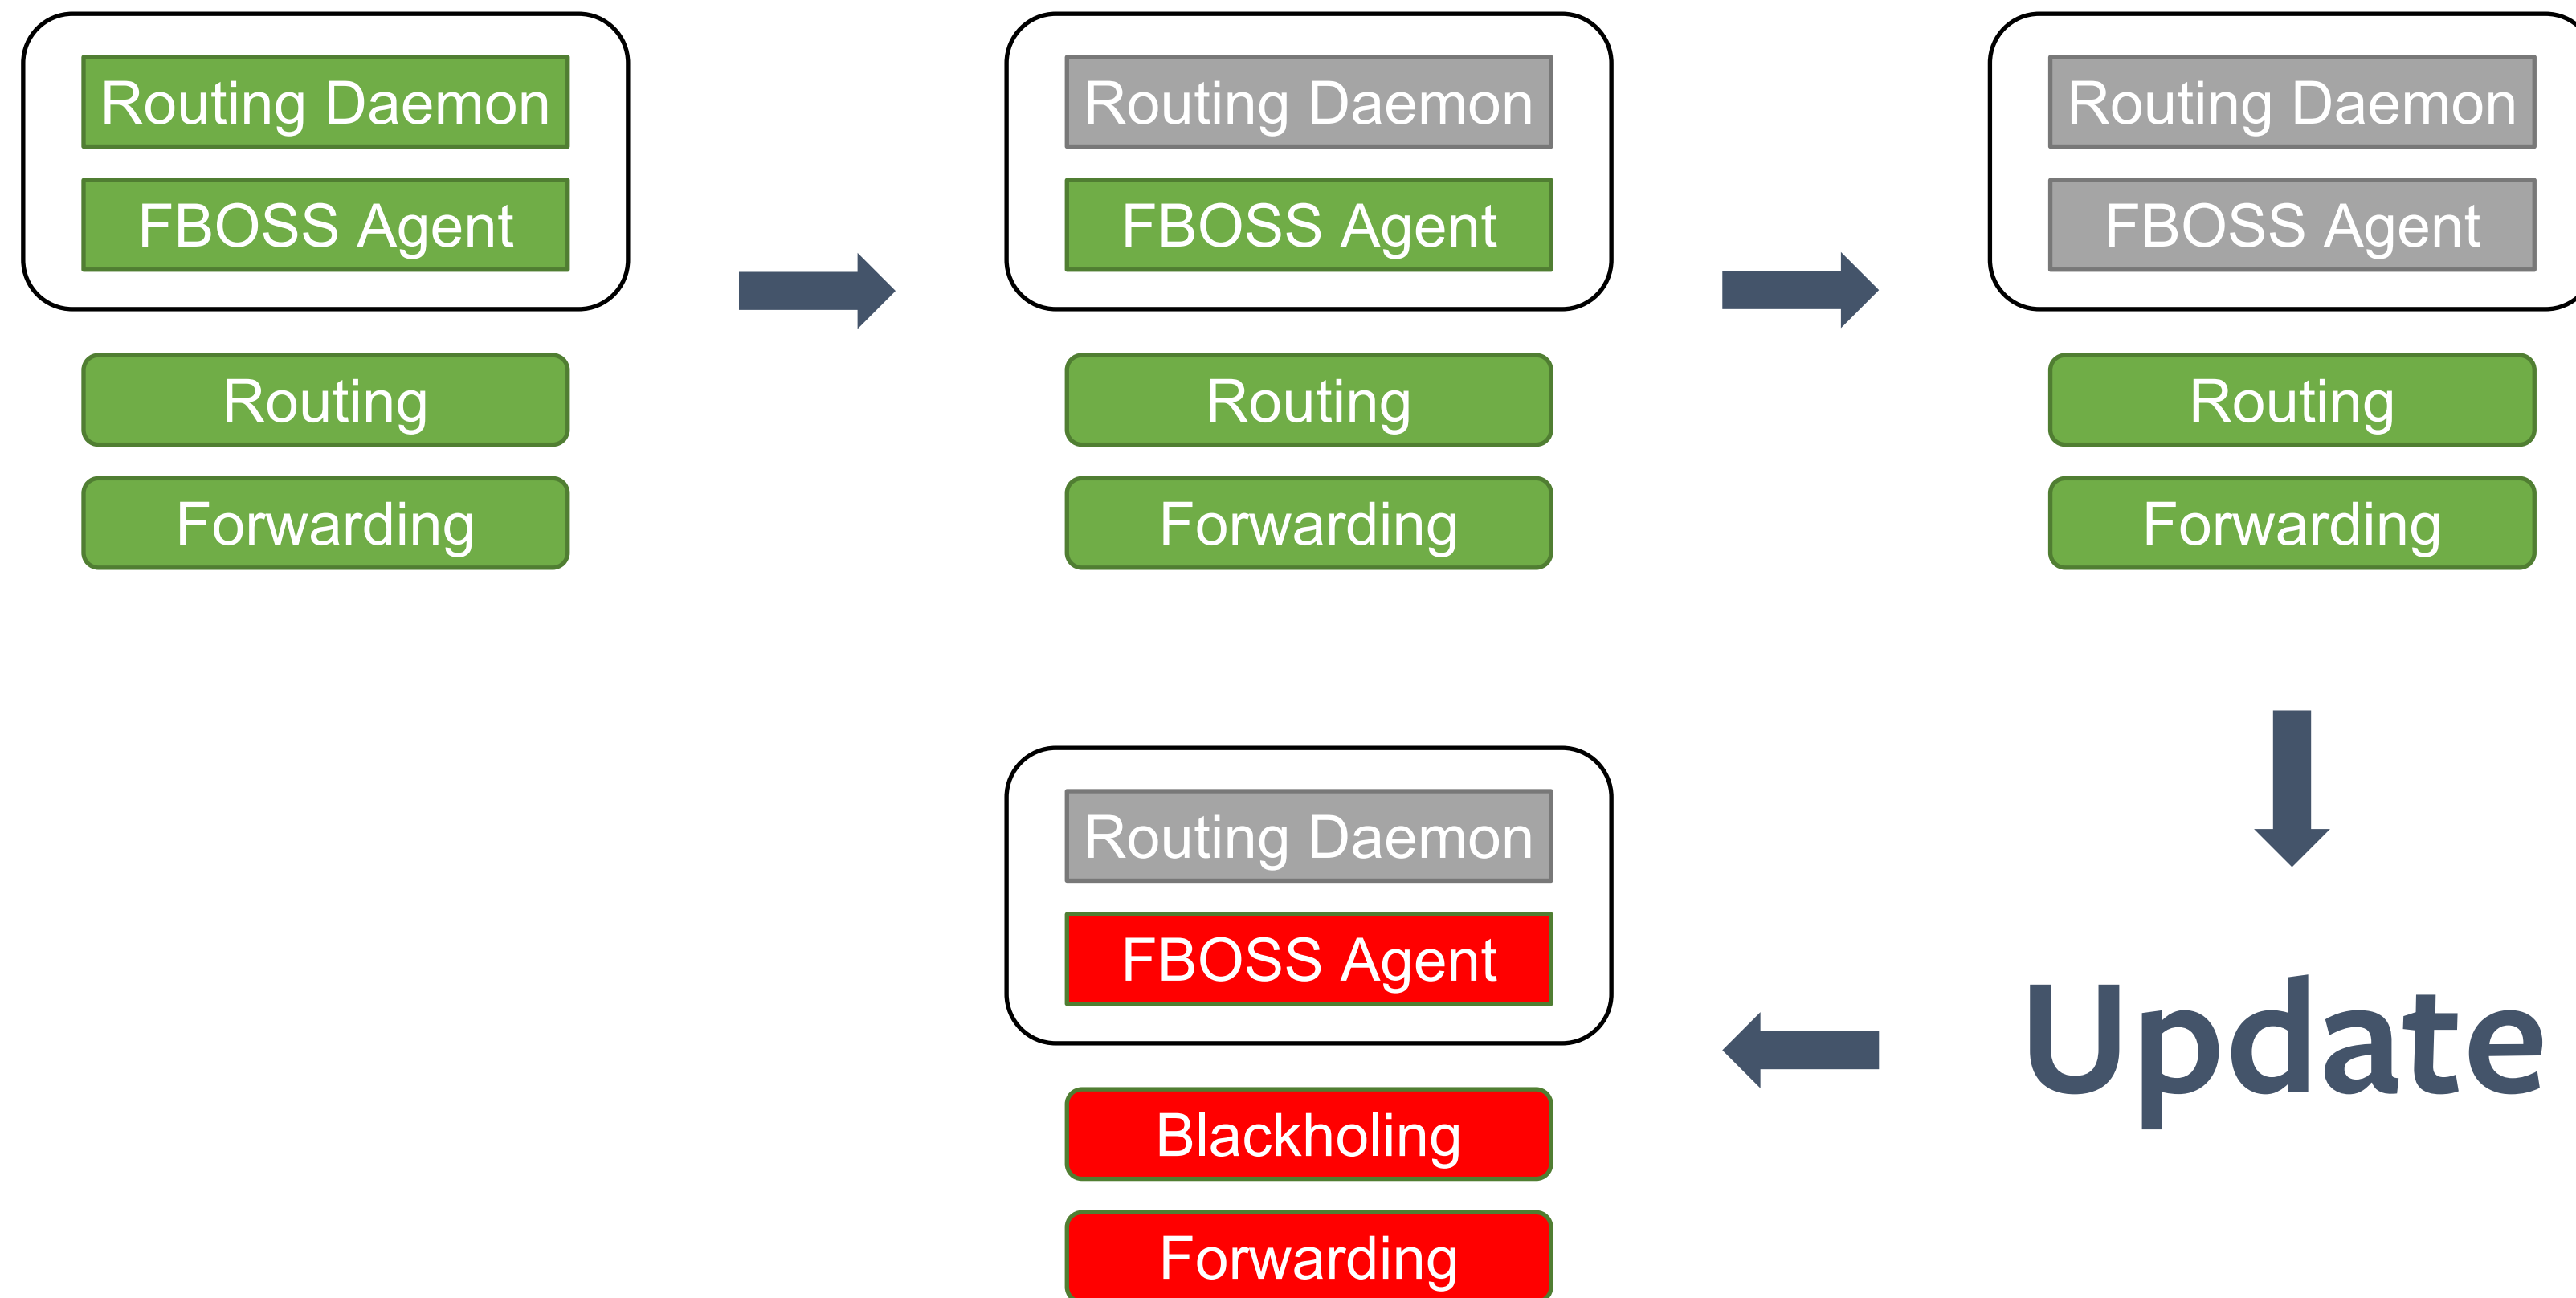 Routing Daemon
FBOSS Agent
Routing
Forwarding
Routing Daemon
FBOSS Agent
Routing
Forwarding
Routing Daemon
FBOSS Agent
Routing
Forwarding
Update
Routing Daemon
FBOSS Agent
Blackholing
Forwarding